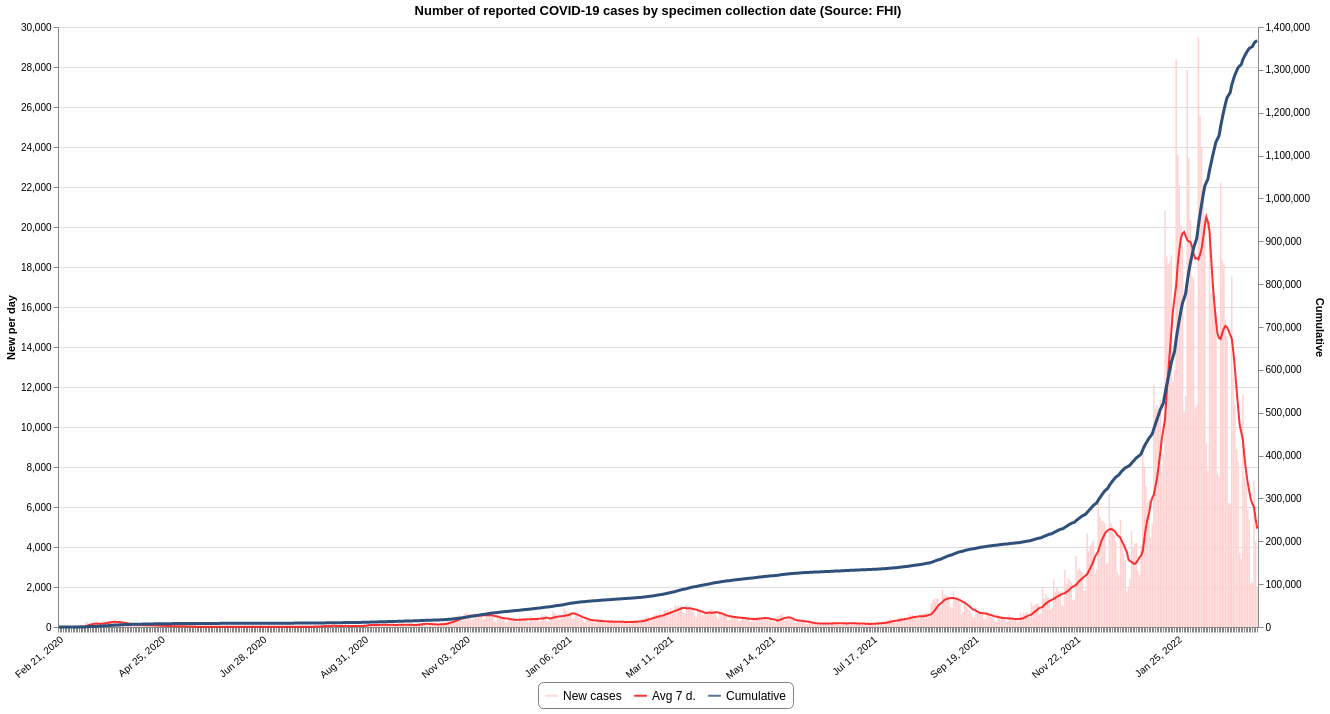 Number of reported COVID-19 cases by specimen collection date (Source: FHI)
30,000
28,000
26,000
24,000
22,000
20,000
18,000
16,000
14,000
12,000
10,000
8,000
6,000
4,000
2,000
0
New per day
1,400,000
1,300,000
1,200,000
1,100,000
1,000,000
900,000
800,000
700,000
600,000
500,000
400,000
300,000
200,000
100,000
0
Cumulative
Feb 21, 2020
Apr 25, 2020
Jun 28, 2020
Aug 31, 2020
Nov 03, 2020
Jan 06, 2021
Mar 11, 2021
May 14, 2021
Jul 17, 2021
Sep 19, 2021
Nov 22, 2021
Jan 25, 2022
New cases Avg 7 d. Cumulative